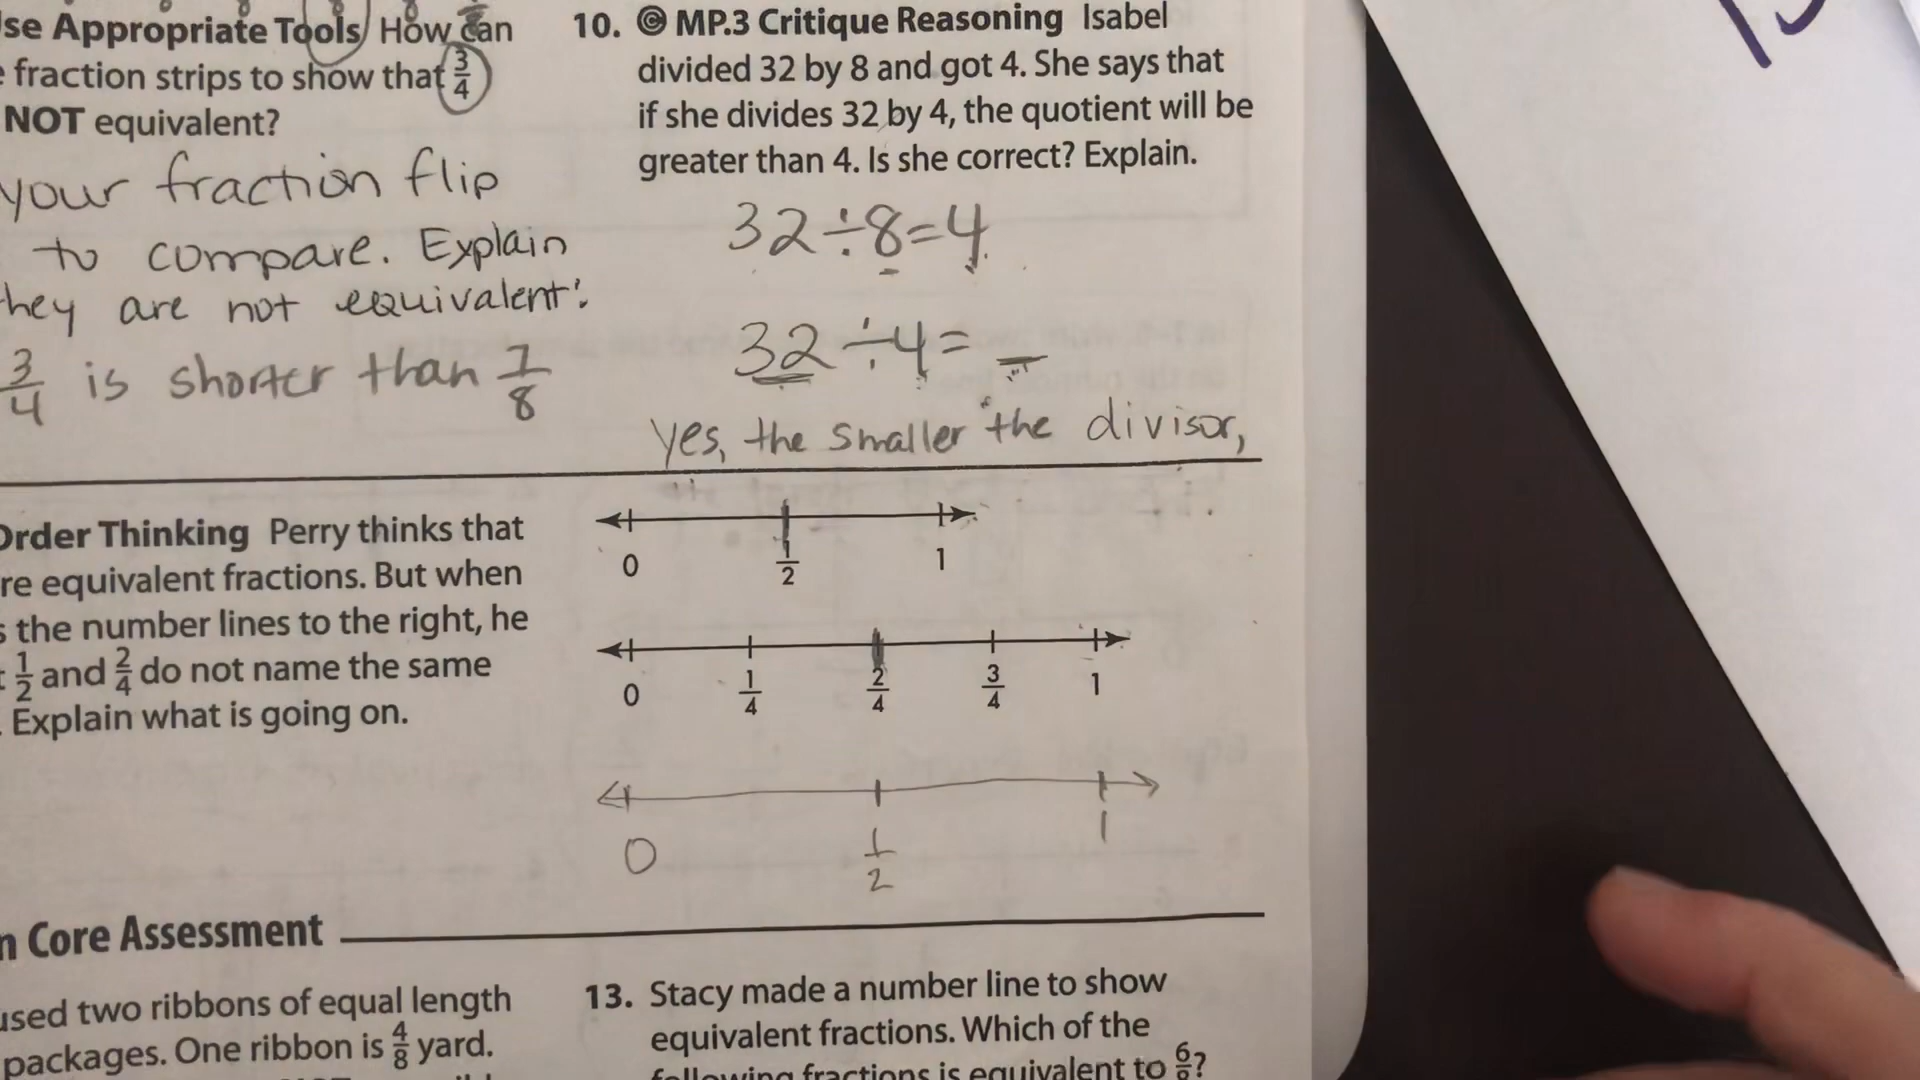 se Appropriate Tools How can
fraction strips to show that 3/4
NOT equivalent?
your fraction flip
to compare. Explain
hey are not equivalent.
3/4 is shorter than 7/8
10. © MP.3 Critique Reasoning Isabel
divided 32 by 8 and got 4. She says that
if she divides 32 by 4, the quotient will be
greater than 4. Is she correct? Explain.
32÷8=4
32÷4=_
yes, the smaller the divisor,
Order Thinking Perry thinks that
re equivalent fractions. But when
s the number lines to the right, he
t 1/2 and 2/4 do not name the same
. Explain what is going on.
0 1/2 1
0 1/4 2/4 3/4 1
0 1/2 1
n Core Assessment
used two ribbons of equal length
packages. One ribbon is 4/8 yard.
13. Stacy made a number line to show
equivalent fractions. Which of the
following fractions is equivalent to